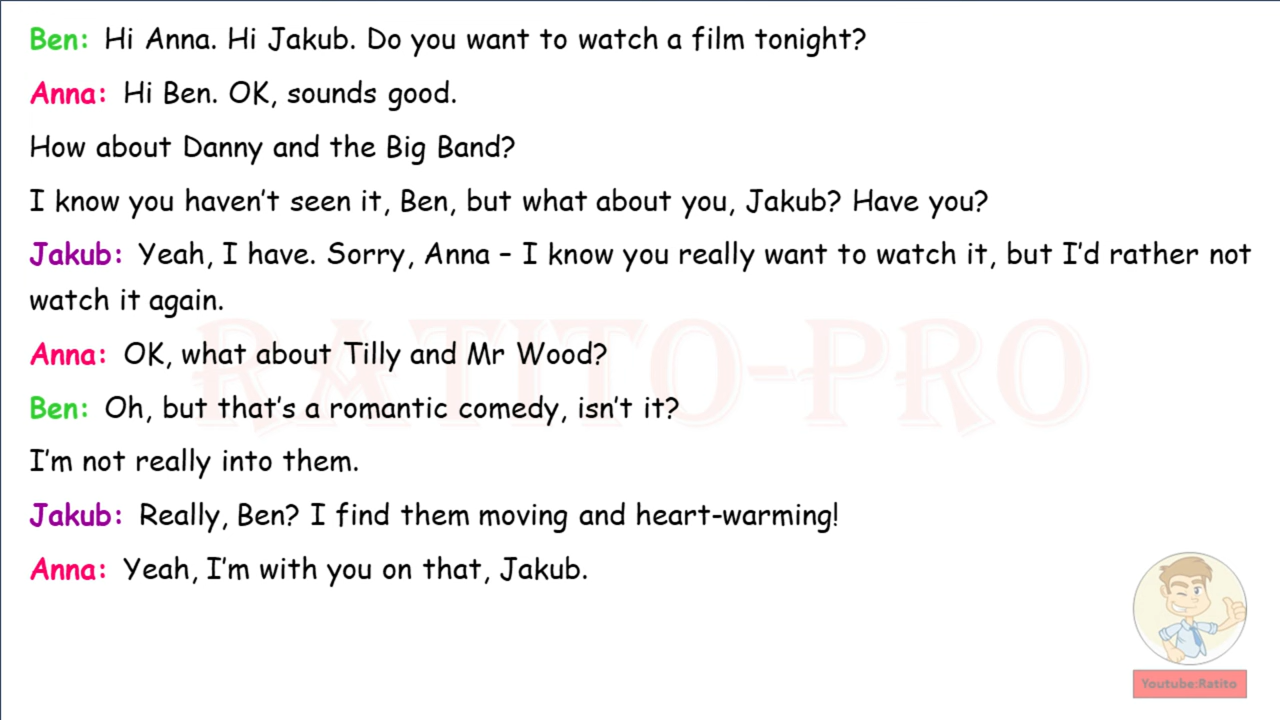 Ben: Hi Anna. Hi Jakub. Do you want to watch a film tonight?
Anna: Hi Ben. OK, sounds good.
How about Danny and the Big Band?
I know you haven't seen it, Ben, but what about you, Jakub? Have you?
Jakub: Yeah, I have. Sorry, Anna – I know you really want to watch it, but I'd rather not
watch it again.
RATITO-PRO
Anna: OK, what about Tilly and Mr Wood?
Ben: Oh, but that's a romantic comedy, isn't it?
I'm not really into them.
Jakub: Really, Ben? I find them moving and heart-warming!
Anna: Yeah, I'm with you on that, Jakub.
Youtube:Ratito